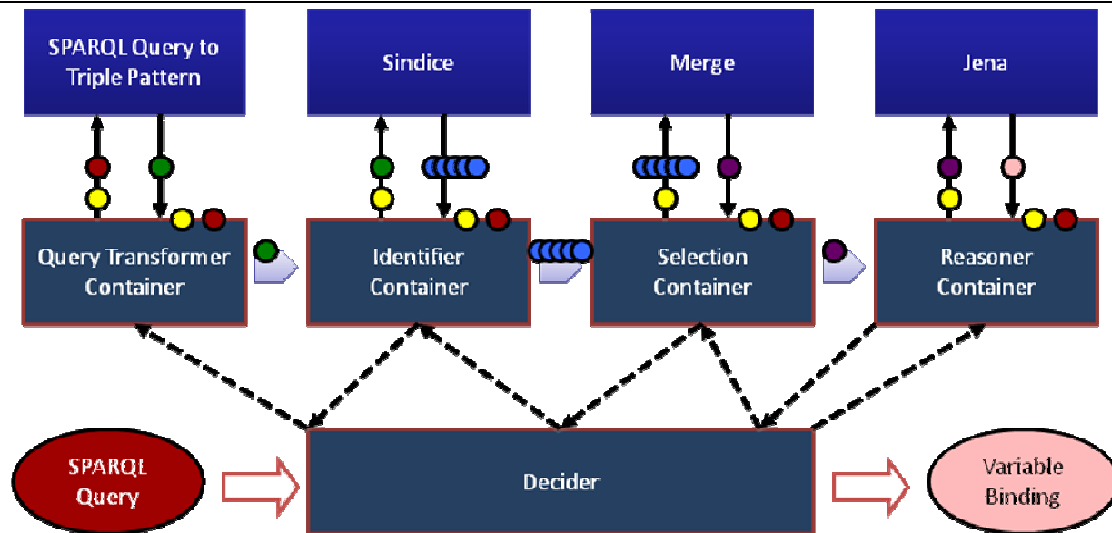 SPARQL Query to
Triple Pattern
Sindice
Merge
Jena
Query Transformer
Container
Identifier
Container
Selection
Container
Reasoner
Container
SPARQL
Query
Decider
Variable
Binding